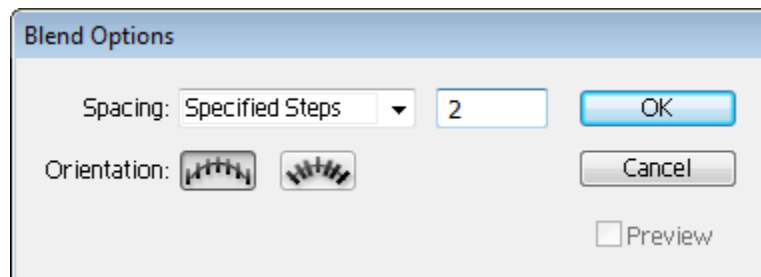 Blend Options
Spacing: Specified Steps 2 OK
Orientation: Cancel
Preview